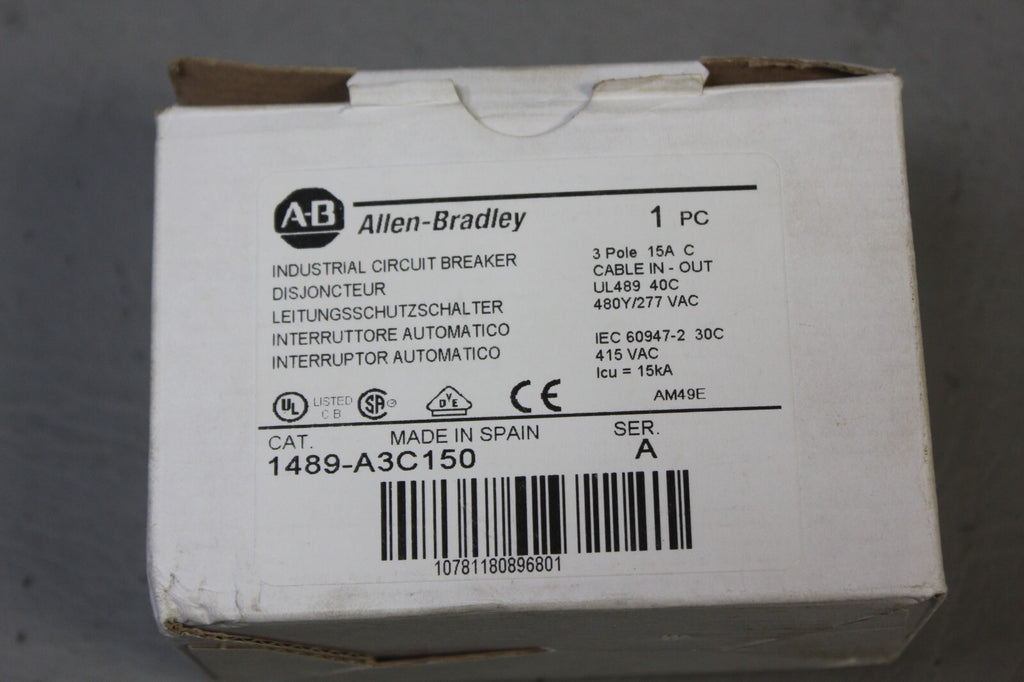 A-B Allen-Bradley
1 PC
INDUSTRIAL CIRCUIT BREAKER
DISJONCTEUR
LEITUNGSSCHUTZSCHALTER
INTERRUTTORE AUTOMATICO
INTERRUPTOR AUTOMATICO
3 Pole 15A C
CABLE IN - OUT
UL489 40C
480Y/277 VAC
IEC 60947-2 30C
415 VAC
Icu = 15kA
AM49E
UL LISTED C.B. SA DVE CE
CAT. MADE IN SPAIN SER.
1489-A3C150 A
10781180896801